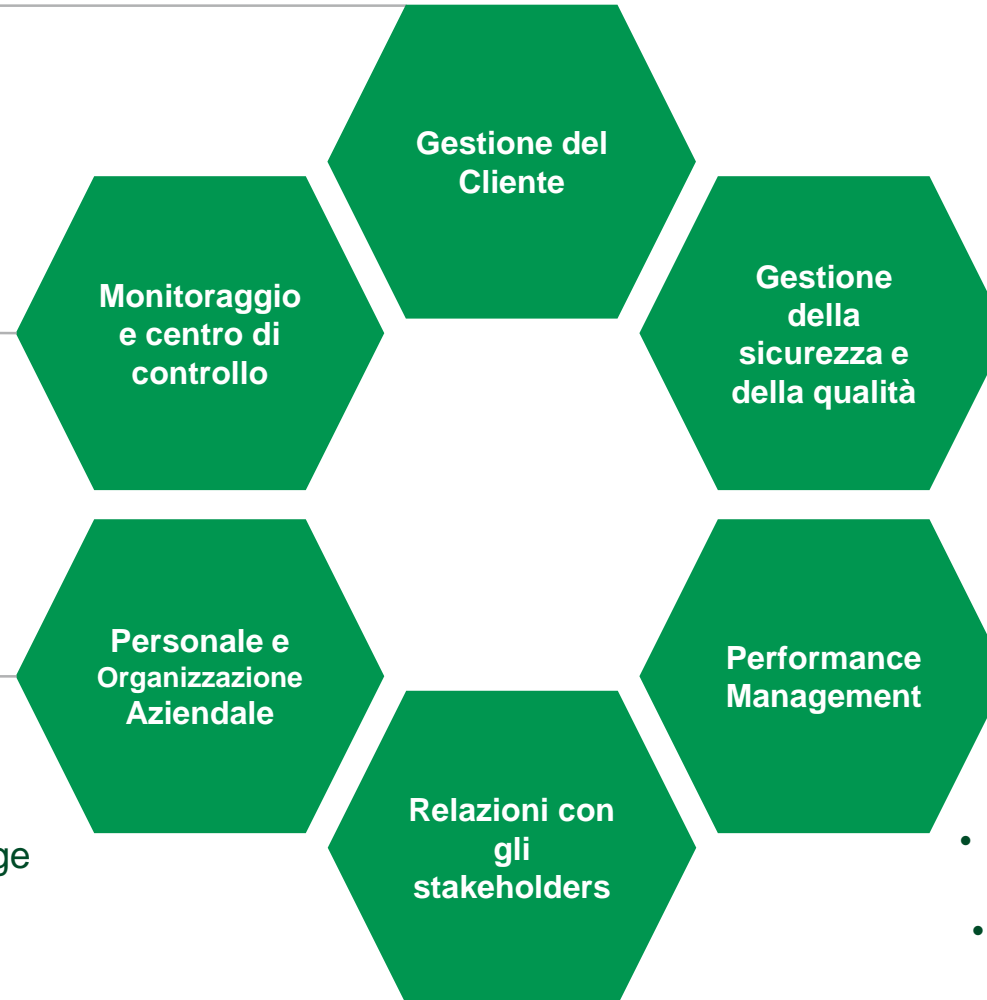 Gestione del
Cliente
Monitoraggio
e centro di
controllo
Gestione
della
sicurezza e
della qualità
Personale e
Organizzazione
Aziendale
Performance
Management
Relazioni con
gli
stakeholders
ge
•
•